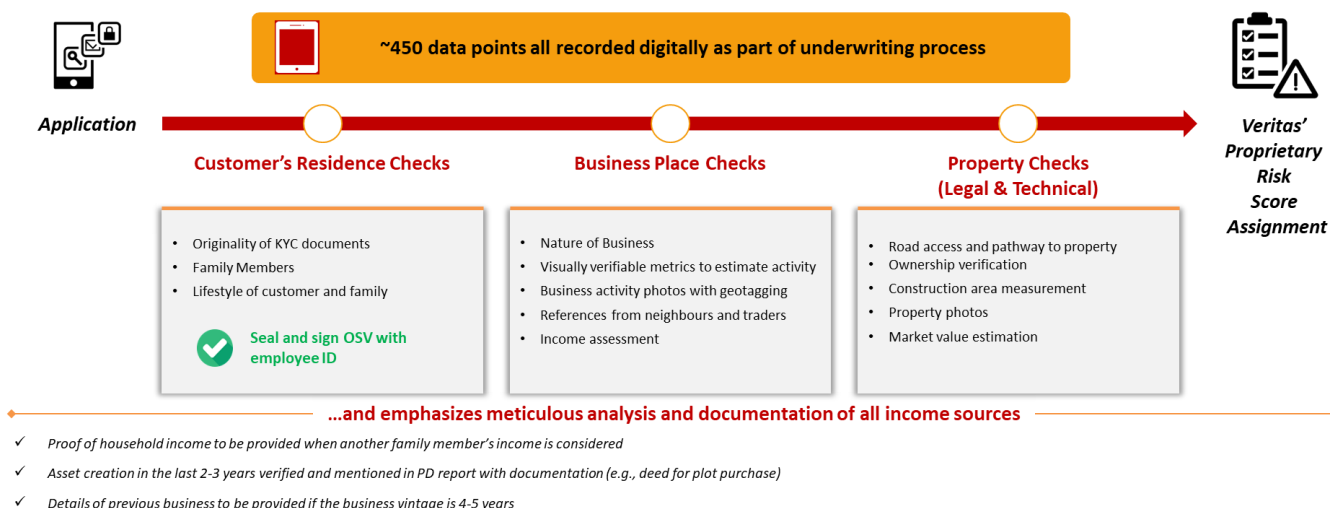 ~450 data points all recorded digitally as part of underwriting process
Application
Customer's Residence Checks
Business Place Checks
Property Checks
(Legal & Technical)
Veritas'
Proprietary
Risk
Score
Assignment
• Originality of KYC documents
• Family Members
• Lifestyle of customer and family
Seal and sign OSV with
employee ID
• Nature of Business
• Visually verifiable metrics to estimate activity
• Business activity photos with geotagging
• References from neighbours and traders
• Income assessment
• Road access and pathway to property
• Ownership verification
• Construction area measurement
• Property photos
• Market value estimation
...and emphasizes meticulous analysis and documentation of all income sources
✓ Proof of household income to be provided when another family member's income is considered
✓ Asset creation in the last 2-3 years verified and mentioned in PD report with documentation (e.g., deed for plot purchase)
✓ Details of previous business to be provided if the business vintage is 4-5 years